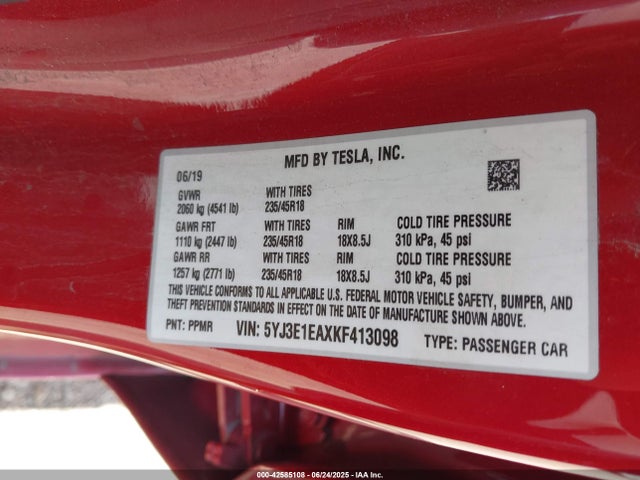 MFD BY TESLA, INC.
06/19
GVWR WITH TIRES
2060 kg (4541 lb) 235/45R18
GAWR FRT WITH TIRES RIM COLD TIRE PRESSURE
1110 kg (2447 lb) 235/45R18 18X8.5J 310 kPa, 45 psi
GAWR RR WITH TIRES RIM COLD TIRE PRESSURE
1257 kg (2771 lb) 235/45R18 18X8.5J 310 kPa, 45 psi
THIS VEHICLE CONFORMS TO ALL APPLICABLE U.S. FEDERAL MOTOR VEHICLE SAFETY, BUMPER, AND
THEFT PREVENTION STANDARDS IN EFFECT ON THE DATE OF MANUFACTURE SHOWN ABOVE.
PNT: PPMR VIN: 5YJ3E1EAXKF413098 TYPE: PASSENGER CAR
000-42585108 - 06/24/2025 - IAA Inc.